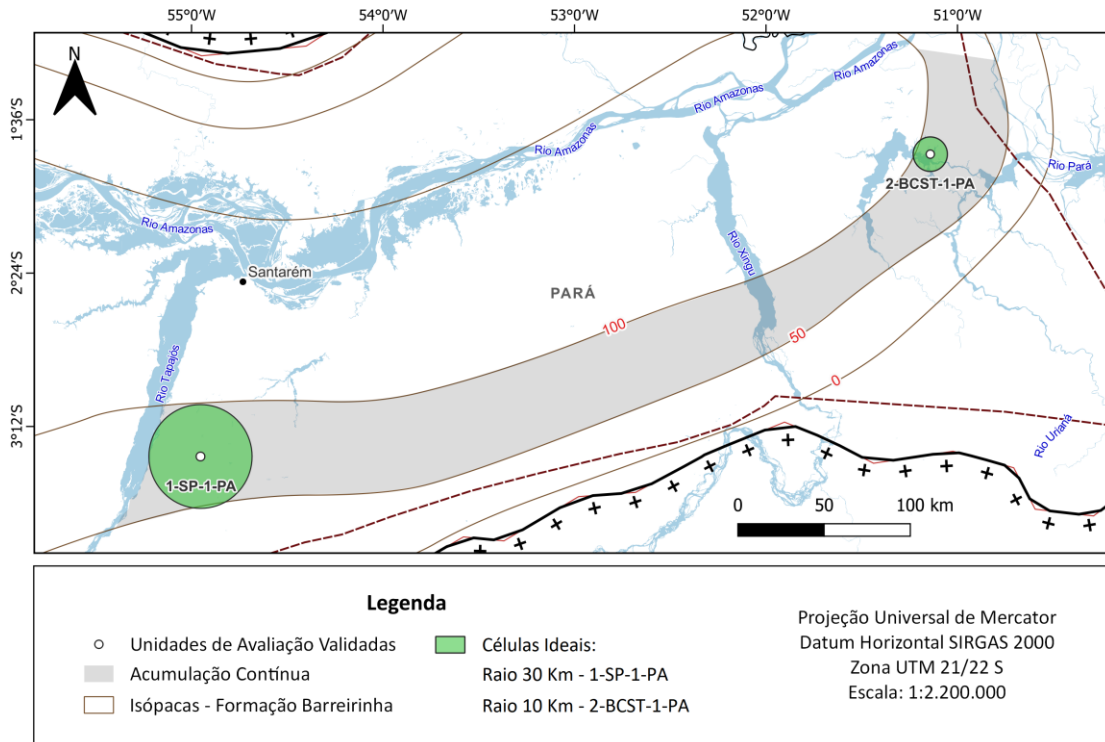 55°0'W 54°0'W 53°0'W 52°0'W 51°0'W
N
1°36'S
2°24'S
3°12'S
Rio Amazonas
Rio Amazonas
Rio Amazonas
Rio Amazonas
Rio Pará
2-BCST-1-PA
Santarém
Rio Xingu
PARÁ
100
50
0
Rio Tapajós
1-SP-1-PA
Rio Urianã
0 50 100 km
Legenda
Unidades de Avaliação Validadas
Acumulação Contínua
Isópacas - Formação Barreirinha
Células Ideais:
Raio 30 Km - 1-SP-1-PA
Raio 10 Km - 2-BCST-1-PA
Projeção Universal de Mercator
Datum Horizontal SIRGAS 2000
Zona UTM 21/22 S
Escala: 1:2.200.000